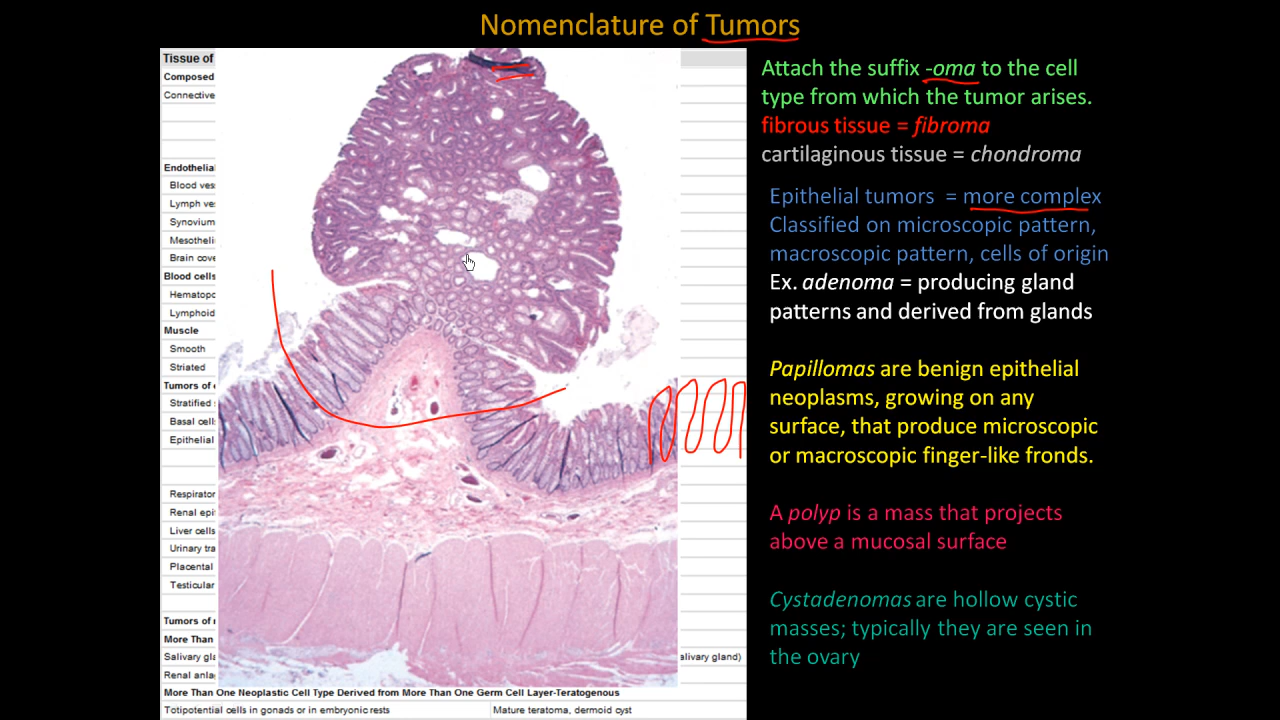 Nomenclature of Tumors
Tissue of
Composed
Connective
Endothelial
Blood ves
Lymph ve
Synovium
Mesotheli
Brain cove
Blood cells
Hematopo
Lymphoid
Muscle
Smooth
Striated
Tumors of e
Stratified s
Basal cells
Epithelial
Respirator
Renal epi
Liver cells
Urinary tra
Placental
Testicular
Tumors of
More Than
Salivary gla alivary gland)
Renal anla
More Than One Neoplastic Cell Type Derived from More Than One Germ Cell Layer-Teratogenous
Totipotential cells in gonads or in embryonic rests Mature teratoma, dermoid cyst
Attach the suffix -oma to the cell
type from which the tumor arises.
fibrous tissue = fibroma
cartilaginous tissue = chondroma
Epithelial tumors = more complex
Classified on microscopic pattern,
macroscopic pattern, cells of origin
Ex. adenoma = producing gland
patterns and derived from glands
Papillomas are benign epithelial
neoplasms, growing on any
surface, that produce microscopic
or macroscopic finger-like fronds.
A polyp is a mass that projects
above a mucosal surface
Cystadenomas are hollow cystic
masses; typically they are seen in
the ovary